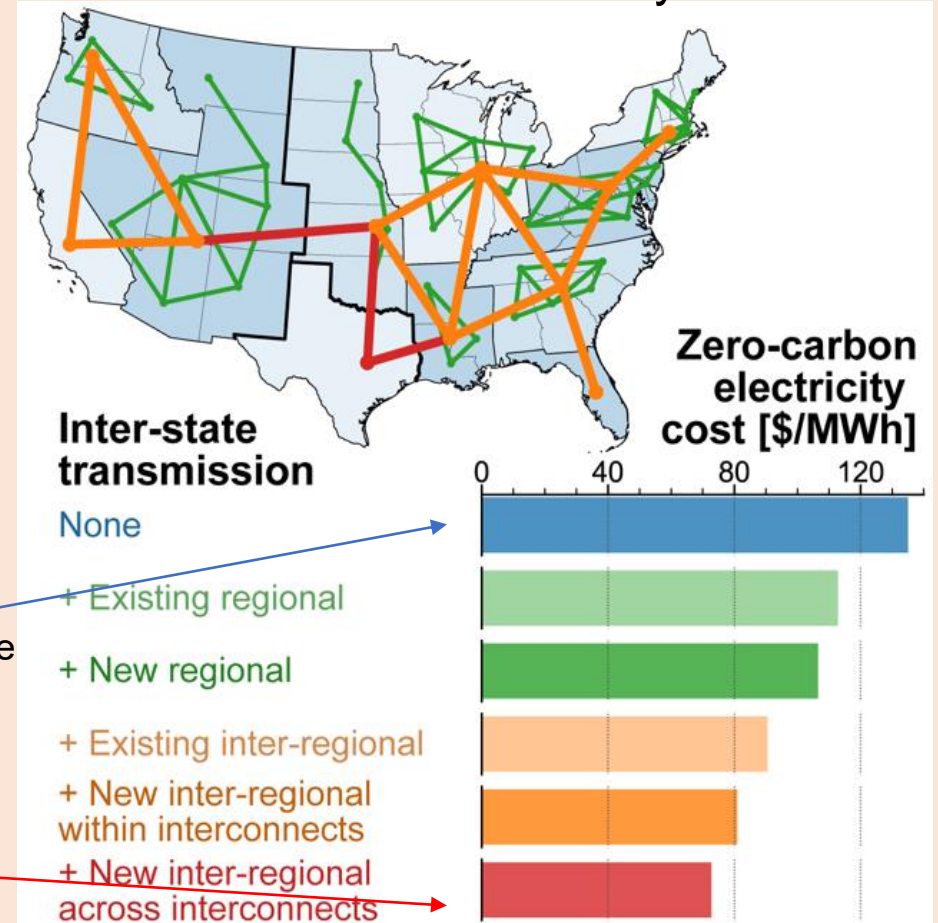 Zero-carbon
electricity
cost [$/MWh]
Inter-state
transmission
0 40 80 120
None
+ Existing regional
+ New regional
+ Existing inter-regional
+ New inter-regional
within interconnects
+ New inter-regional
across interconnects